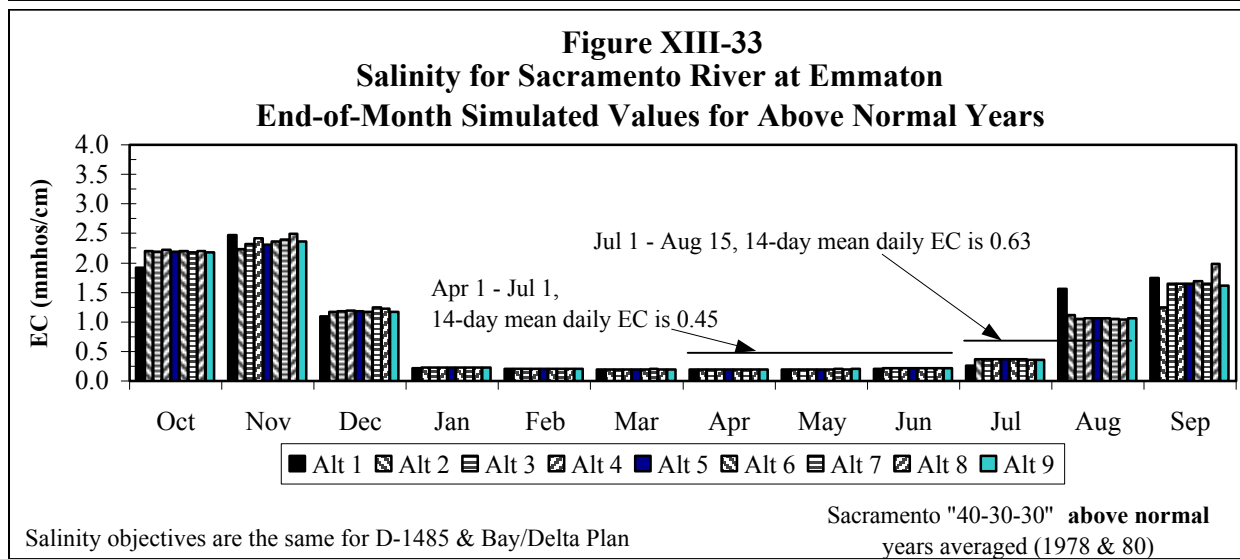 Figure XIII-33
Salinity for Sacramento River at Emmaton
End-of-Month Simulated Values for Above Normal Years
EC (mmhos/cm)
4.0
3.5
3.0
2.5
2.0
1.5
1.0
0.5
0.0
Jul 1 - Aug 15, 14-day mean daily EC is 0.63
Apr 1 - Jul 1,
14-day mean daily EC is 0.45
Oct Nov Dec Jan Feb Mar Apr May Jun Jul Aug Sep
Alt 1 Alt 2 Alt 3 Alt 4 Alt 5 Alt 6 Alt 7 Alt 8 Alt 9
Salinity objectives are the same for D-1485 & Bay/Delta Plan
Sacramento "40-30-30" above normal
years averaged (1978 & 80)